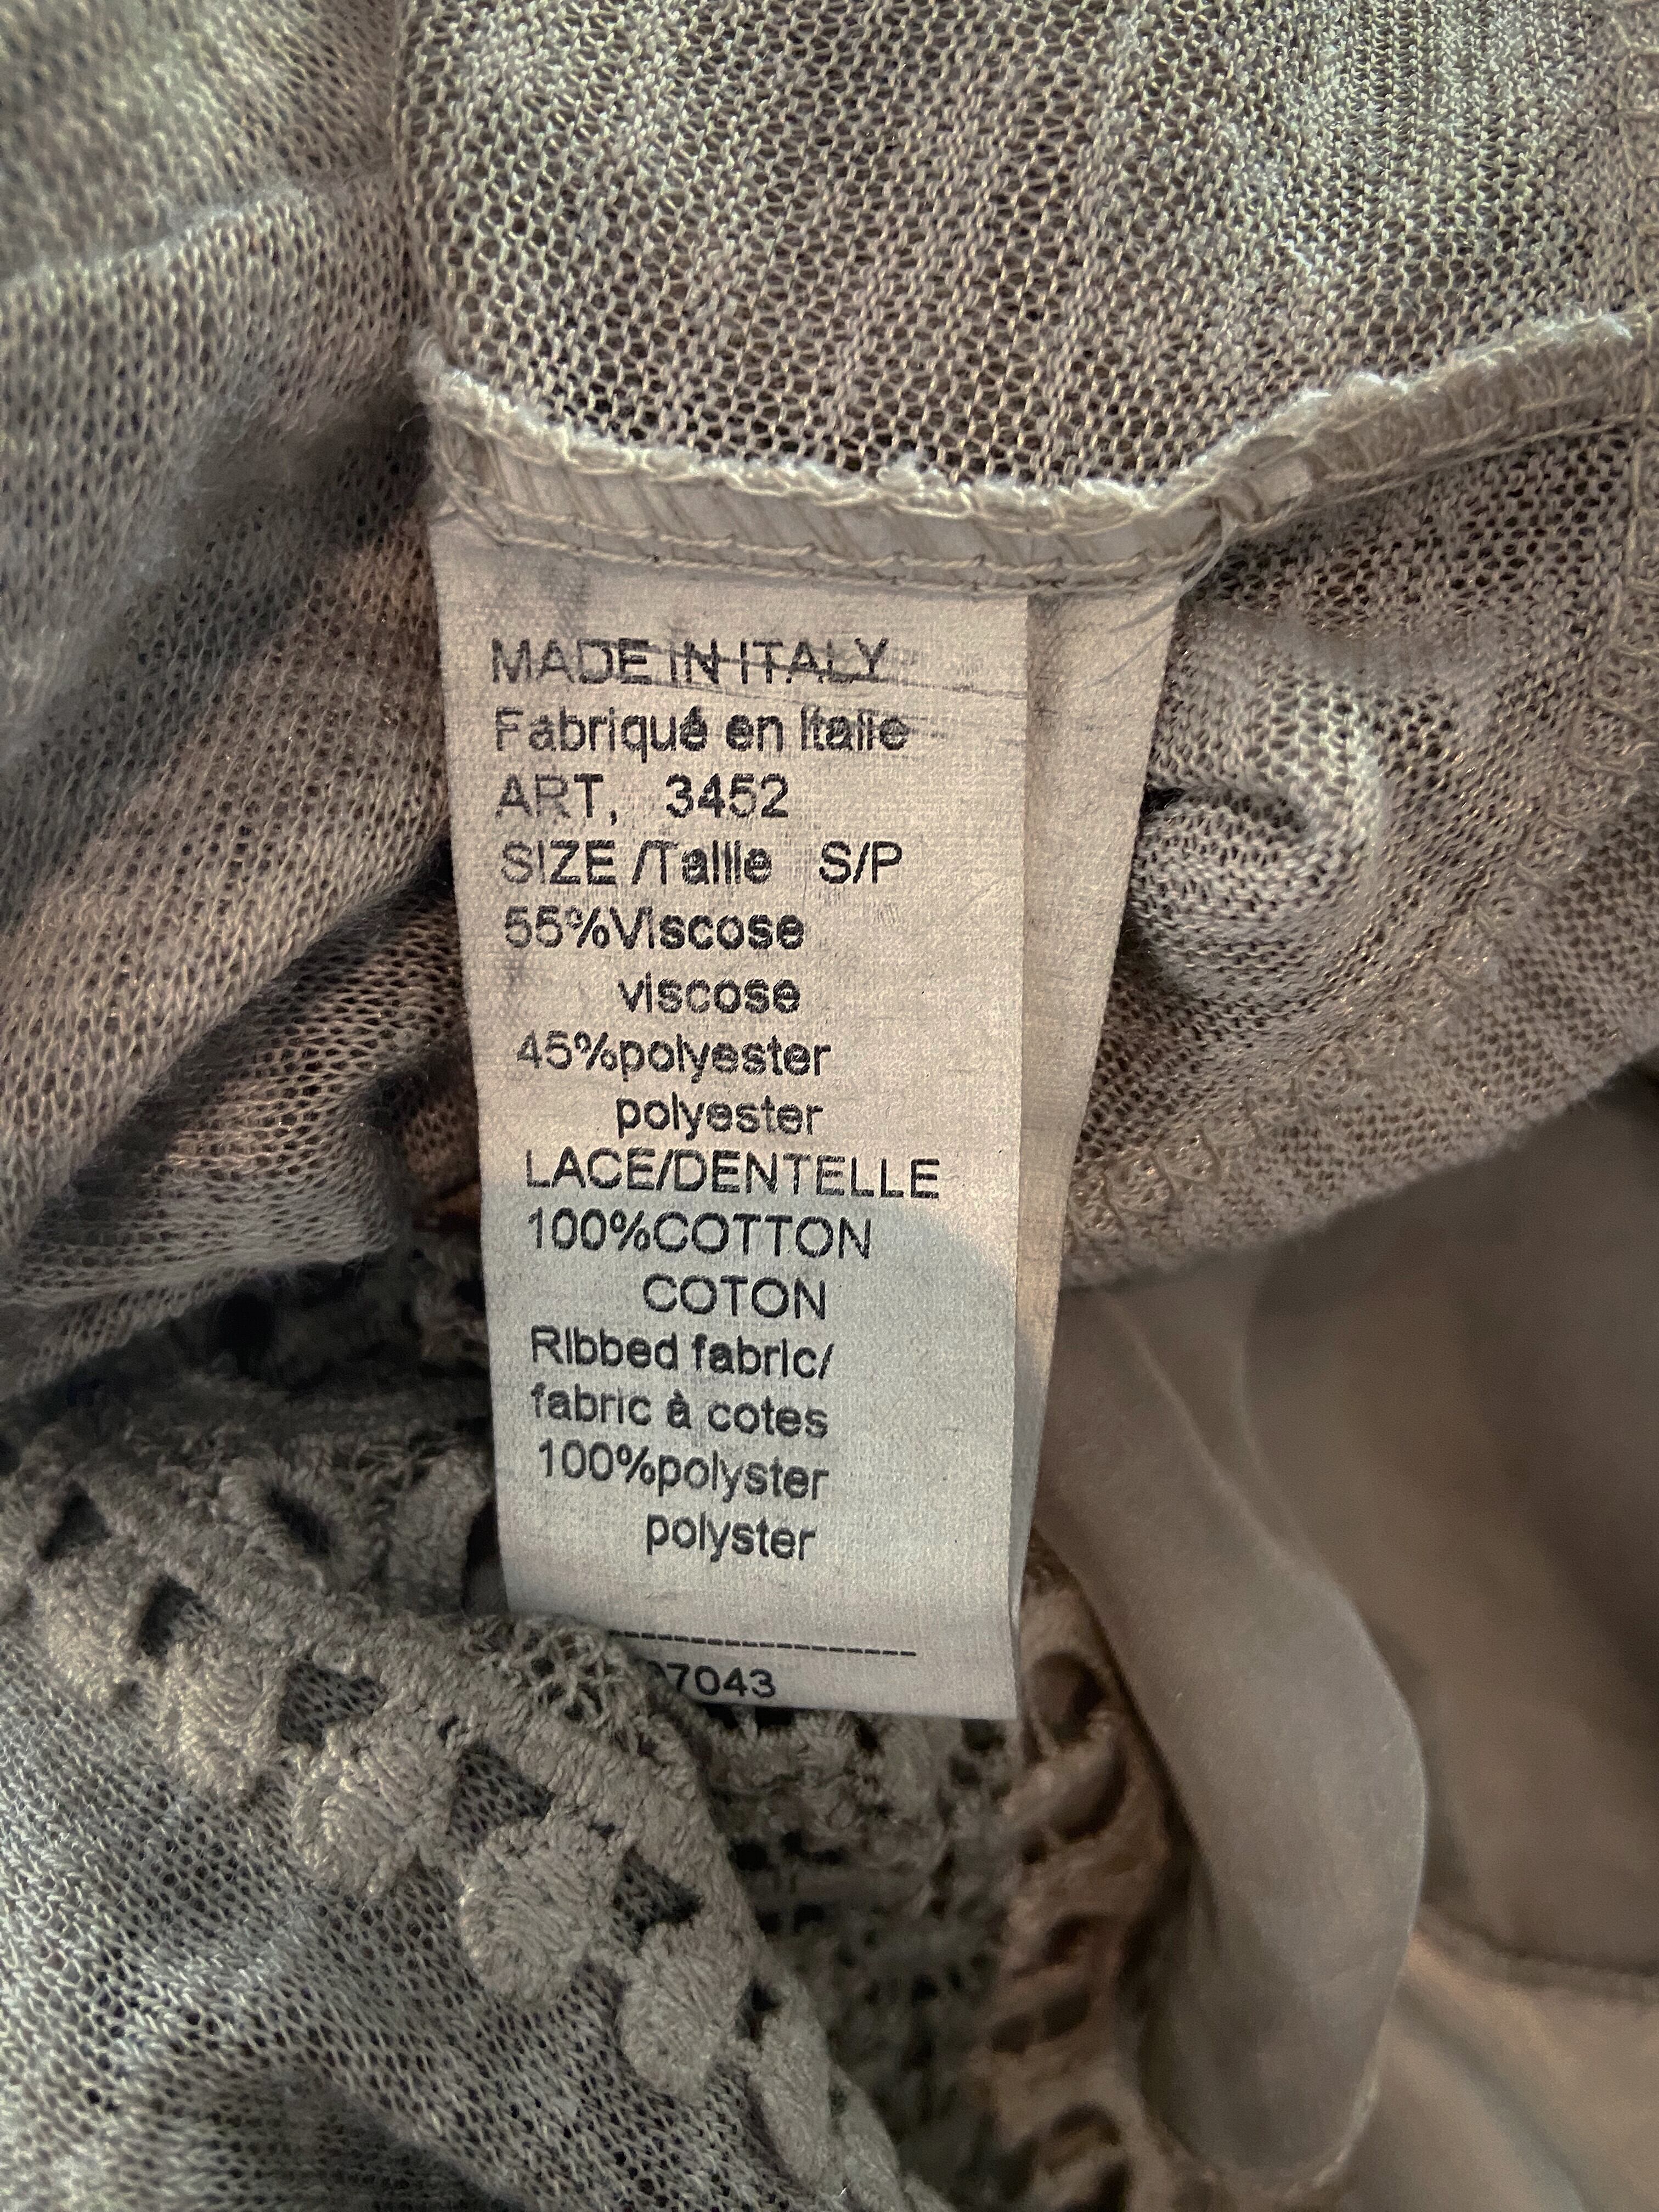 MADE IN ITALY
Fabriqué en Italie
ART, 3452
SIZE /Taille S/P
55%Viscose
viscose
45%polyester
polyester
LACE/DENTELLE
100%COTTON
COTON
Ribbed fabric/
fabric à cotes
100%polyster
polyster
-------------------
7043